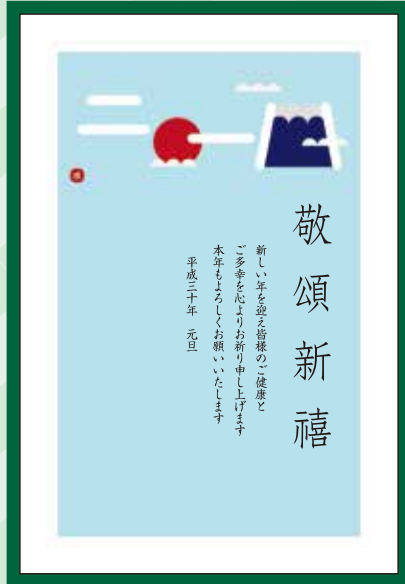 敬頌新禧
新しい年を迎え皆様のご健康と
ご多幸を心よりお祈り申し上げます
本年もよろしくお願いいたします
平成三十年　元旦